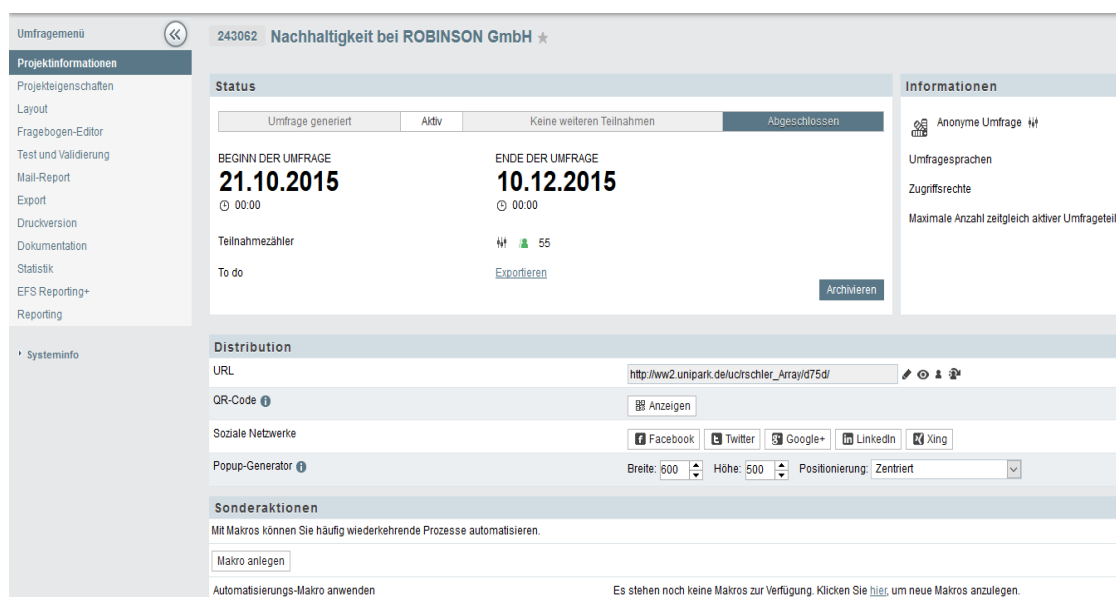 Umfragemenü
Projektinformationen
Projekteigenschaften
Layout
Fragebogen-Editor
Test und Validierung
Mail-Report
Export
Druckversion
Dokumentation
Statistik
EFS Reporting+
Reporting
Systeminfo
243062 Nachhaltigkeit bei ROBINSON GmbH
Status
Umfrage generiert Aktiv Keine weiteren Teilnahmen Abgeschlossen
BEGINN DER UMFRAGE ENDE DER UMFRAGE
21.10.2015 10.12.2015
00:00 00:00
Teilnahmezähler 55
To do Exportieren
Archivieren
Informationen
Anonyme Umfrage
Umfragesprachen
Zugriffsrechte
Maximale Anzahl zeitgleich aktiver Umfrageteil
Distribution
URL http://ww2.unipark.de/uc/rschler_Array/d75d/
QR-Code Anzeigen
Soziale Netzwerke Facebook Twitter Google+ LinkedIn Xing
Popup-Generator Breite: 600 Höhe: 500 Positionierung: Zentriert
Sonderaktionen
Mit Makros können Sie häufig wiederkehrende Prozesse automatisieren.
Makro anlegen
Automatisierungs-Makro anwenden Es stehen noch keine Makros zur Verfügung. Klicken Sie hier, um neue Makros anzulegen.